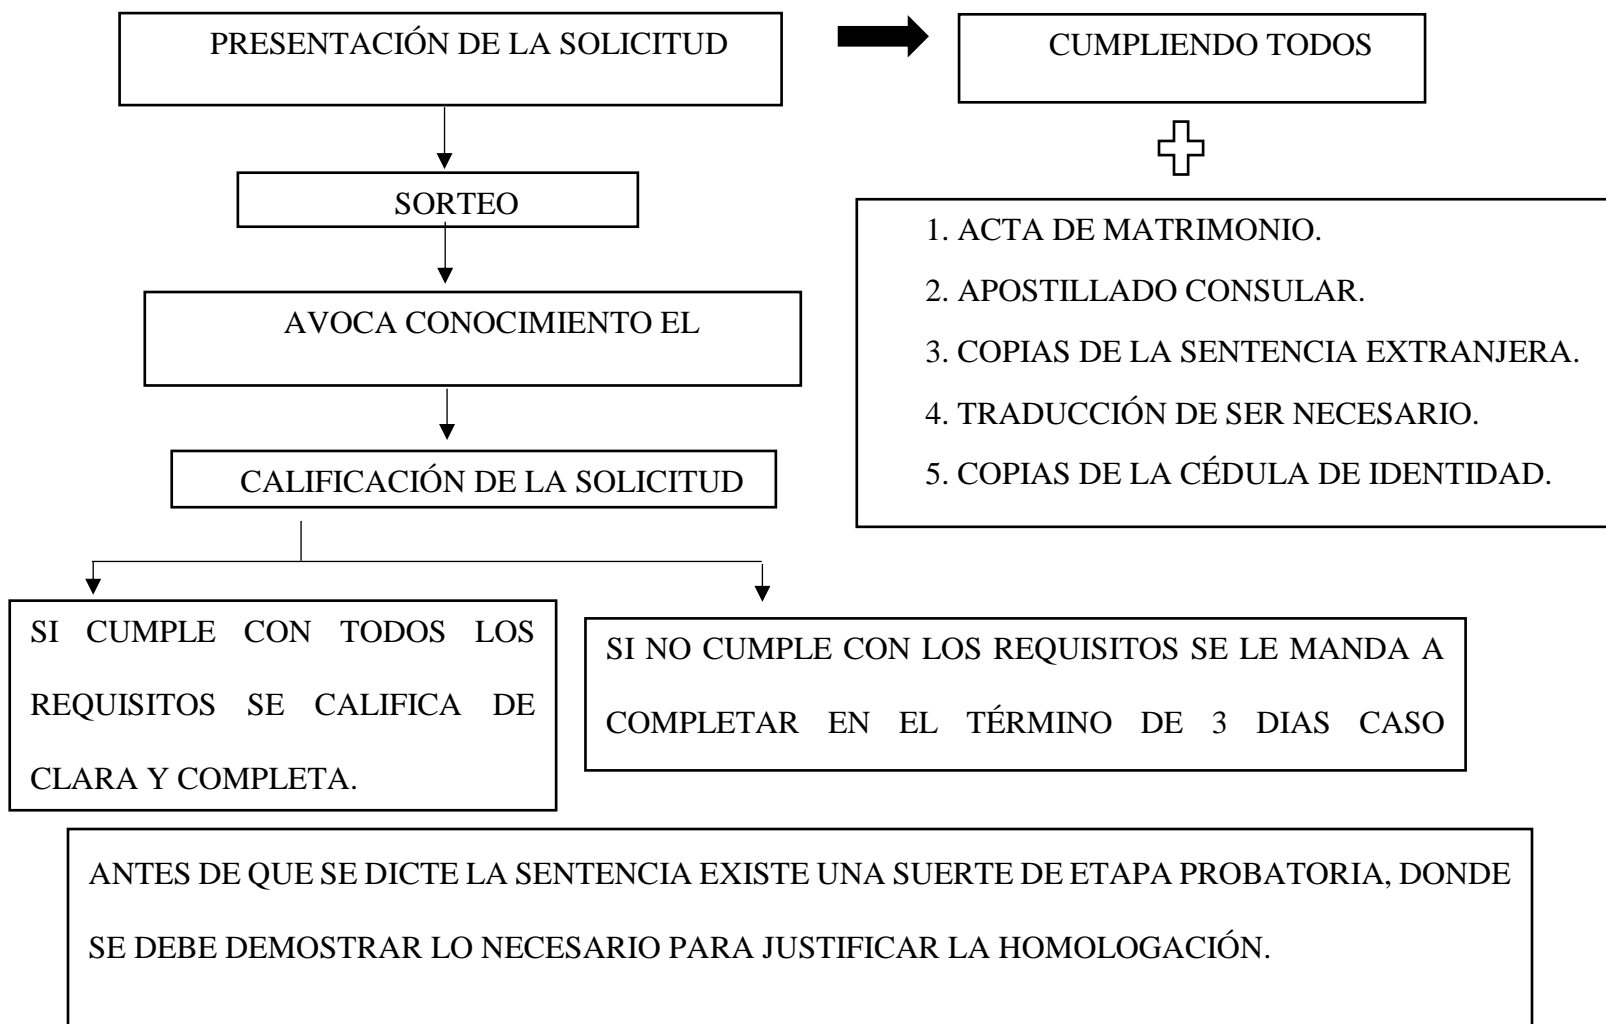 PRESENTACIÓN DE LA SOLICITUD
CUMPLIENDO TODOS
SORTEO
1. ACTA DE MATRIMONIO.
2. APOSTILLADO CONSULAR.
3. COPIAS DE LA SENTENCIA EXTRANJERA.
4. TRADUCCIÓN DE SER NECESARIO.
5. COPIAS DE LA CÉDULA DE IDENTIDAD.
AVOCA CONOCIMIENTO EL
CALIFICACIÓN DE LA SOLICITUD
SI CUMPLE CON TODOS LOS
REQUISITOS SE CALIFICA DE
CLARA Y COMPLETA.
SI NO CUMPLE CON LOS REQUISITOS SE LE MANDA A
COMPLETAR EN EL TÉRMINO DE 3 DIAS CASO
ANTES DE QUE SE DICTE LA SENTENCIA EXISTE UNA SUERTE DE ETAPA PROBATORIA, DONDE
SE DEBE DEMOSTRAR LO NECESARIO PARA JUSTIFICAR LA HOMOLOGACIÓN.